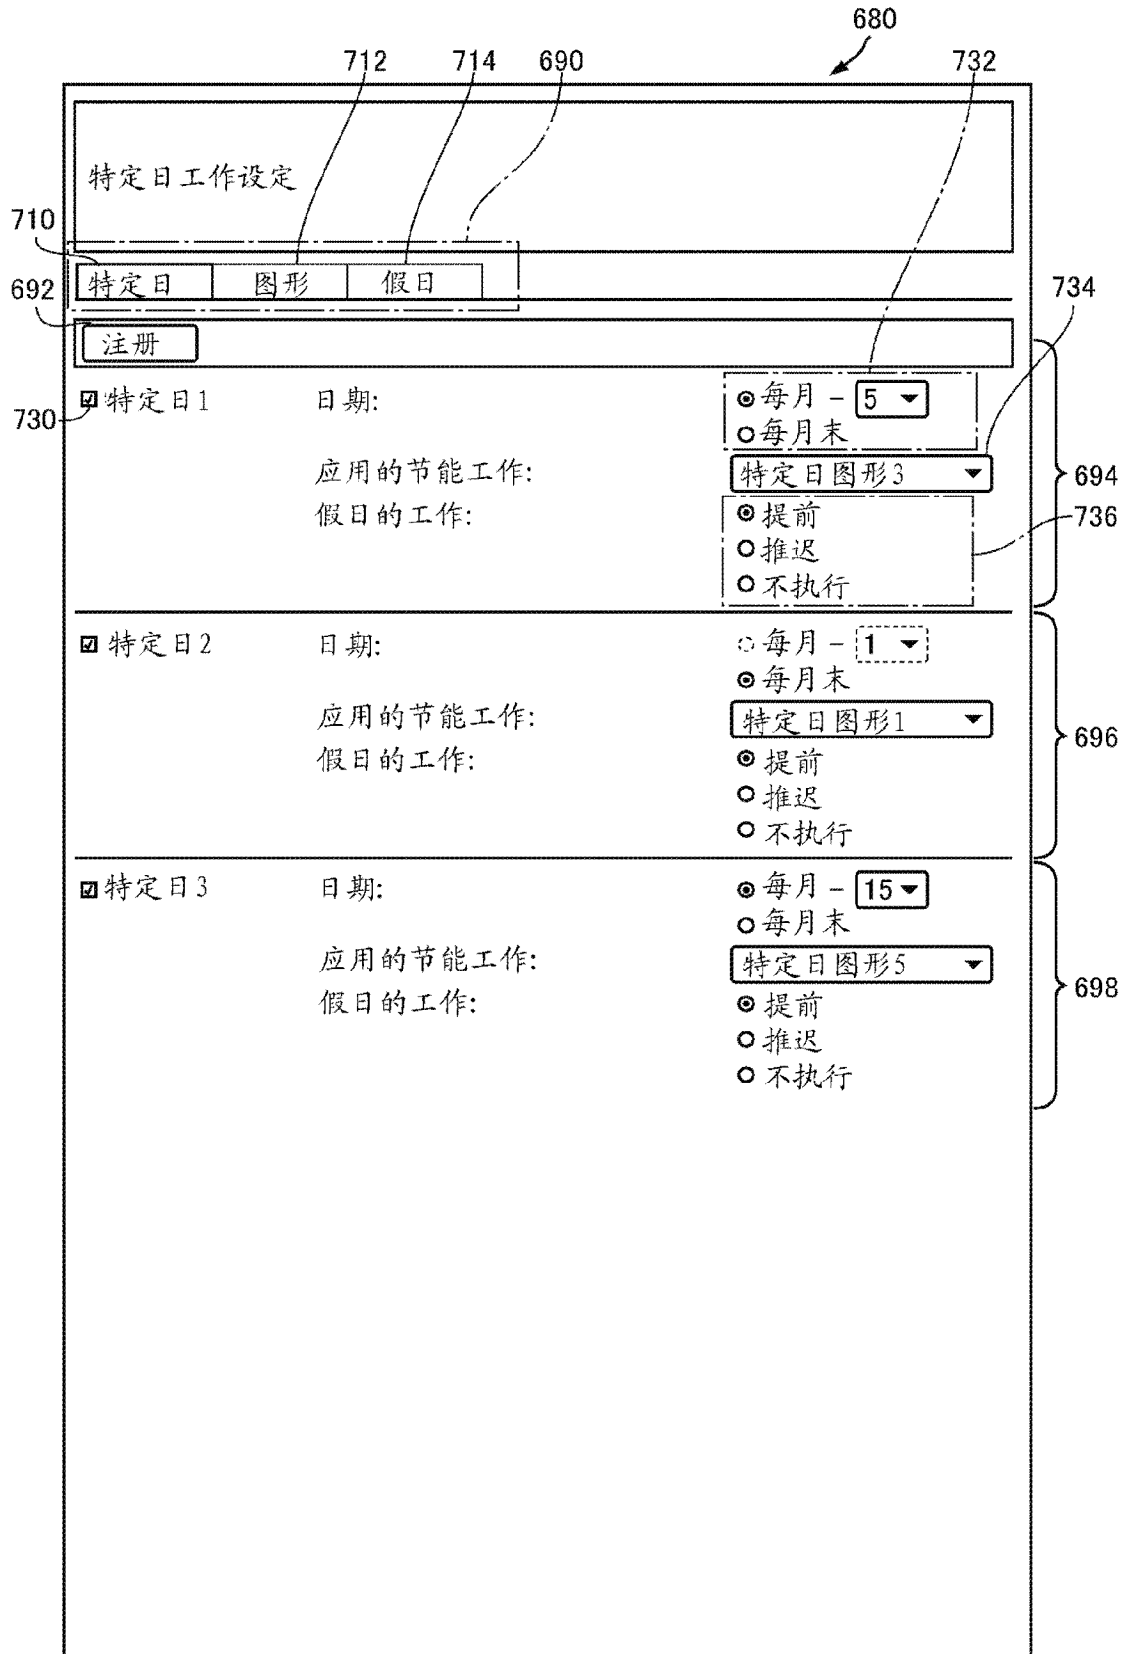 680
712 714 690 732
特定日工作设定
710
特定日 图形 假日
692 734
注册
特定日1 日期: 每月 - 5
730
每月末
应用的节能工作: 特定日图形3
694
假日的工作: 提前
736
推迟
不执行
特定日2 日期: 每月 - 1
每月末
应用的节能工作: 特定日图形1
696
假日的工作: 提前
推迟
不执行
特定日3 日期: 每月 - 15
每月末
应用的节能工作: 特定日图形5
698
假日的工作: 提前
推迟
不执行